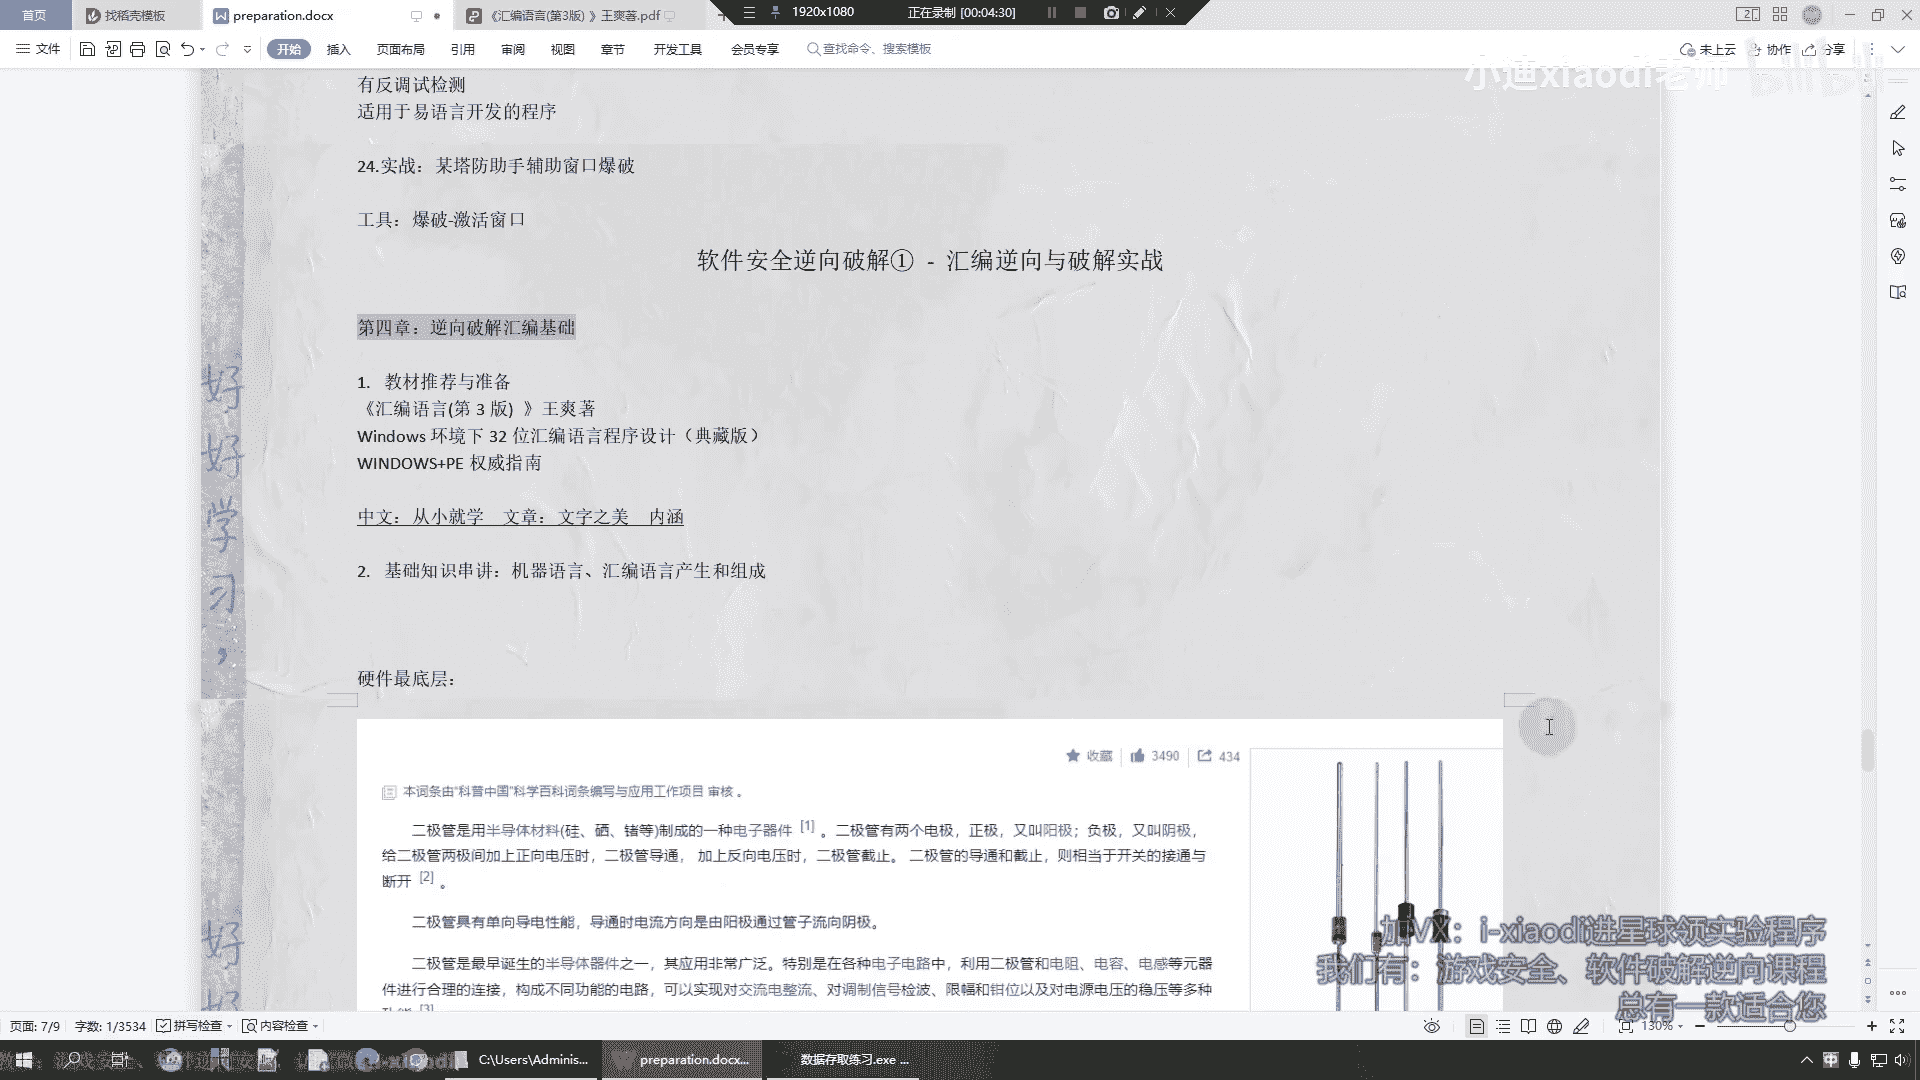 首页
找稻壳模板
preparation.docx
《汇编语言(第3版) 》王爽著.pdf
1920x1080
正在录制 [00:04:30]
文件
开始
插入
页面布局
引用
审阅
视图
章节
开发工具
会员专享
查找命令、搜索模板
未上云
协作
分享
小迪xiaodi老师
有反调试检测
适用于易语言开发的程序
24.实战：某塔防助手辅助窗口爆破
工具：爆破-激活窗口
软件安全逆向破解① - 汇编逆向与破解实战
第四章：逆向破解汇编基础
1. 教材推荐与准备
《汇编语言(第 3 版) 》王爽著
Windows 环境下 32 位汇编语言程序设计（典藏版）
WINDOWS+PE 权威指南
中文：从小就学 文章：文字之美 内涵
2. 基础知识串讲：机器语言、汇编语言产生和组成
硬件最底层：
收藏 3490 434
本词条由“科普中国”科学百科词条编写与应用工作项目 审核 。
二极管是用半导体材料(硅、硒、锗等)制成的一种电子器件 [1] 。二极管有两个电极，正极，又叫阳极；负极，又叫阴极，
给二极管两极间加上正向电压时，二极管导通， 加上反向电压时，二极管截止。 二极管的导通和截止，则相当于开关的接通与
断开 [2] 。
二极管具有单向导电性能，导通时电流方向是由阳极通过管子流向阴极。
二极管是最早诞生的半导体器件之一，其应用非常广泛。特别是在各种电子电路中，利用二极管和电阻、电容、电感等元器
件进行合理的连接，构成不同功能的电路，可以实现对交流电整流、对调制信号检波、限幅和钳位以及对电源电压的稳压等多种
好
好
学
习
，
好
好
加VX：i-xiaodi进星球领实验程序
我们有：游戏安全、软件破解逆向课程
总有一款适合您
页面: 7/9
字数: 1/3534
拼写检查
内容检查
130%
C:\Users\Adminis...
preparation.docx...
数据存取练习.exe ...